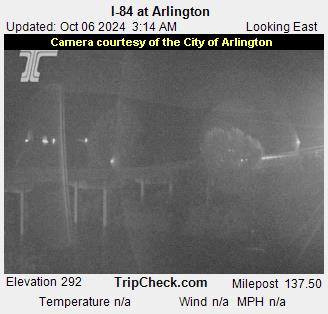 I-84 at Arlington
Updated: Oct 06 2024 3:14 AM Looking East
Camera courtesy of the City of Arlington
Elevation 292 TripCheck.com Milepost 137.50
Temperature n/a Wind n/a MPH n/a